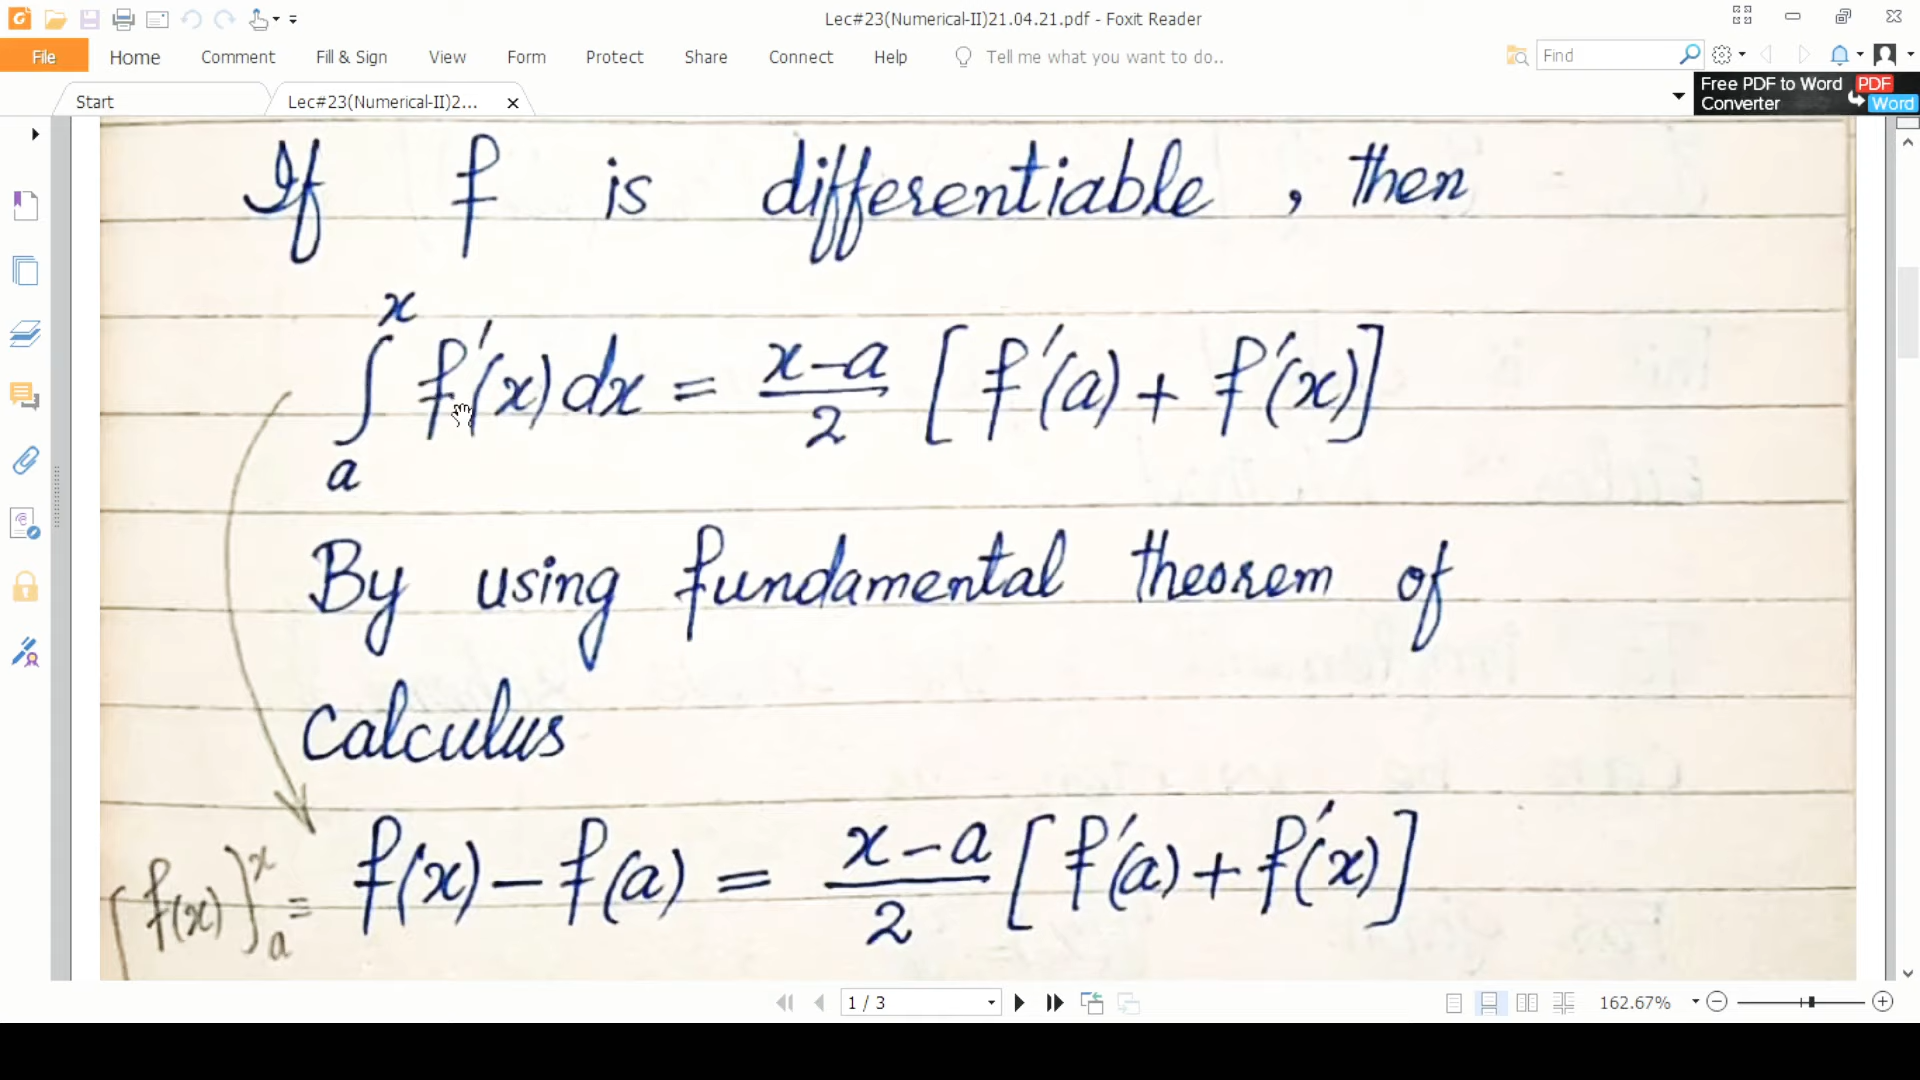 Lec#23(Numerical-II)21.04.21.pdf - Foxit Reader
File Home Comment Fill & Sign View Form Protect Share Connect Help Tell me what you want to do.. Find
Start Lec#23(Numerical-II)2...
Free PDF to Word Converter PDF Word
If f is differentiable, then
∫ₐˣ f'(x) dx = (x-a)/2 [f'(a) + f'(x)]
By using fundamental theorem of
calculus
[f(x)]ₐˣ = f(x) - f(a) = (x-a)/2 [f'(a) + f'(x)]
1 / 3 162.67%